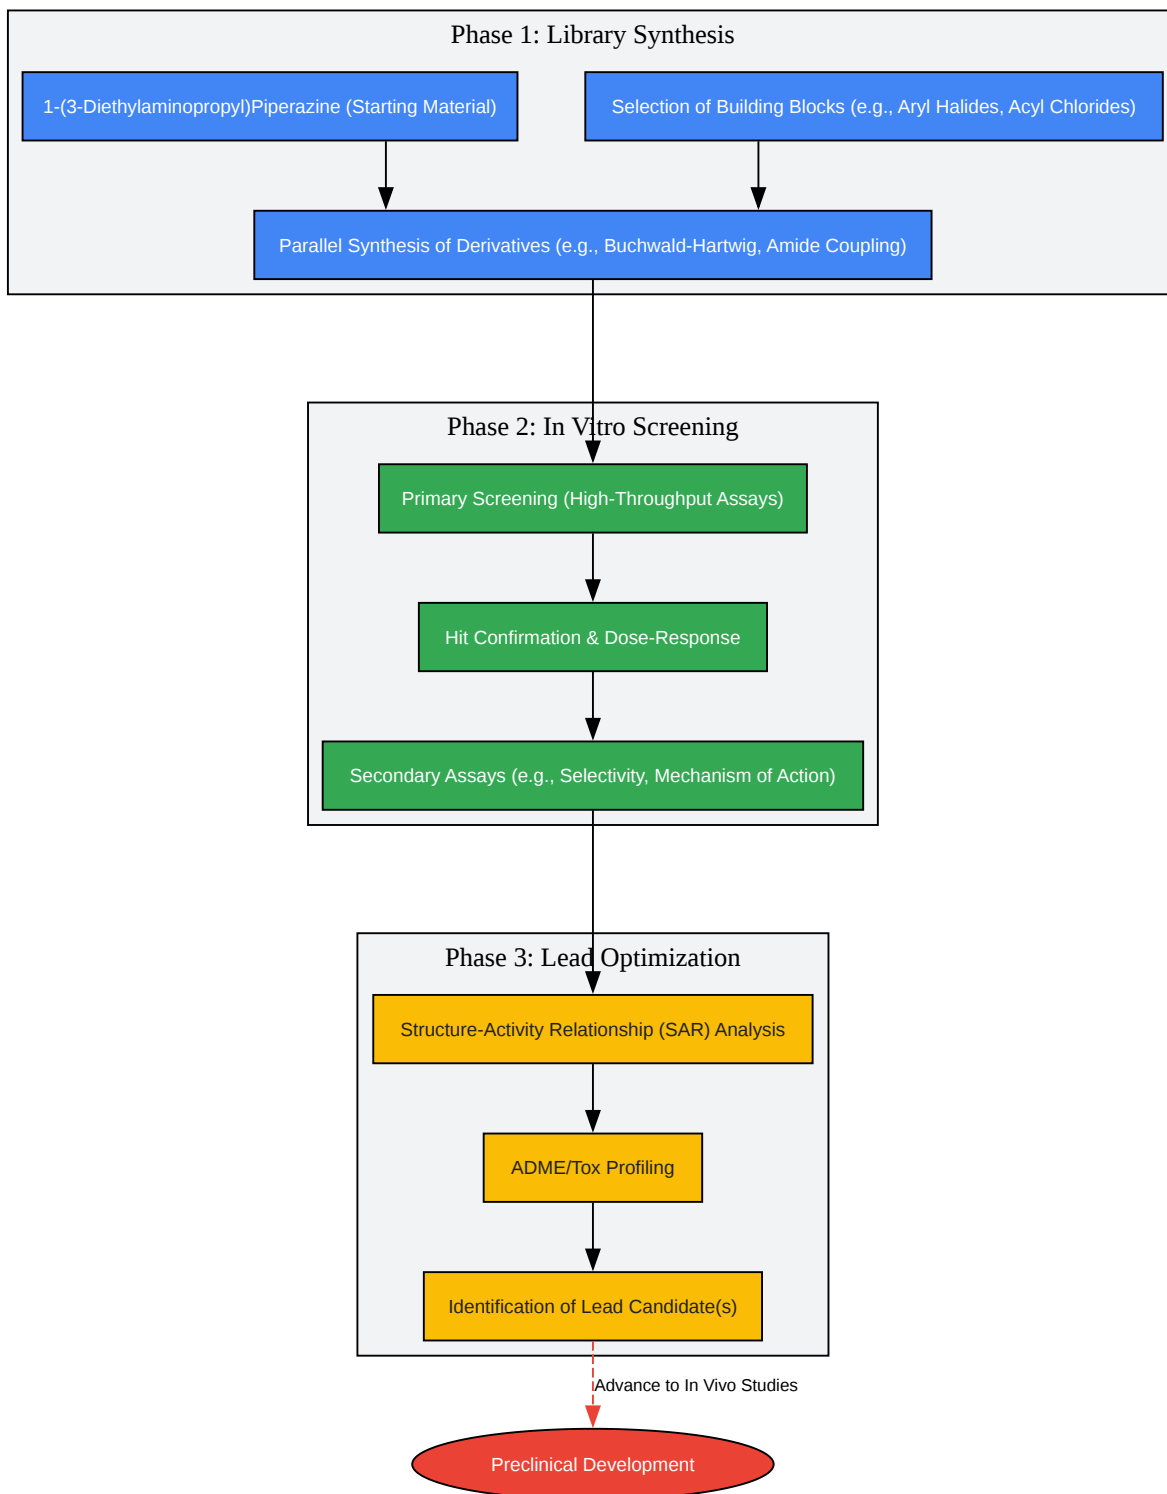 Phase 1: Library Synthesis
1-(3-Diethylaminopropyl)Piperazine (Starting Material)
Selection of Building Blocks (e.g., Aryl Halides, Acyl Chlorides)
Parallel Synthesis of Derivatives (e.g., Buchwald-Hartwig, Amide Coupling)
Phase 2: In Vitro Screening
Primary Screening (High-Throughput Assays)
Hit Confirmation & Dose-Response
Secondary Assays (e.g., Selectivity, Mechanism of Action)
Phase 3: Lead Optimization
Structure-Activity Relationship (SAR) Analysis
ADME/Tox Profiling
Identification of Lead Candidate(s)
Advance to In Vivo Studies
Preclinical Development